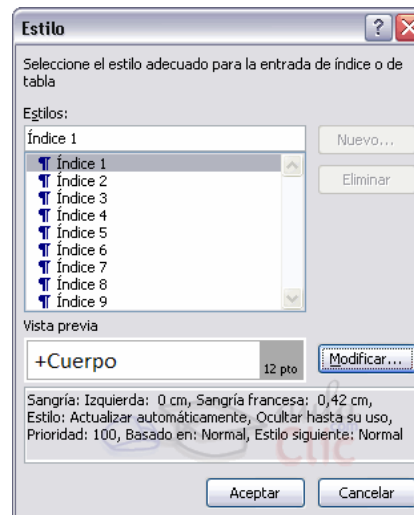 Estilo
Seleccione el estilo adecuado para la entrada de índice o de
tabla
Estilos:
Índice 1
Nuevo...
Índice 1
Índice 2
Índice 3
Índice 4
Índice 5
Índice 6
Índice 7
Índice 8
Índice 9
Eliminar
Vista previa
+Cuerpo
12 pto
Modificar...
Sangría: Izquierda: 0 cm, Sangría francesa: 0,42 cm,
Estilo: Actualizar automáticamente, Ocultar hasta su uso,
Prioridad: 100, Basado en: Normal, Estilo siguiente: Normal
aula
Clic
Aceptar
Cancelar